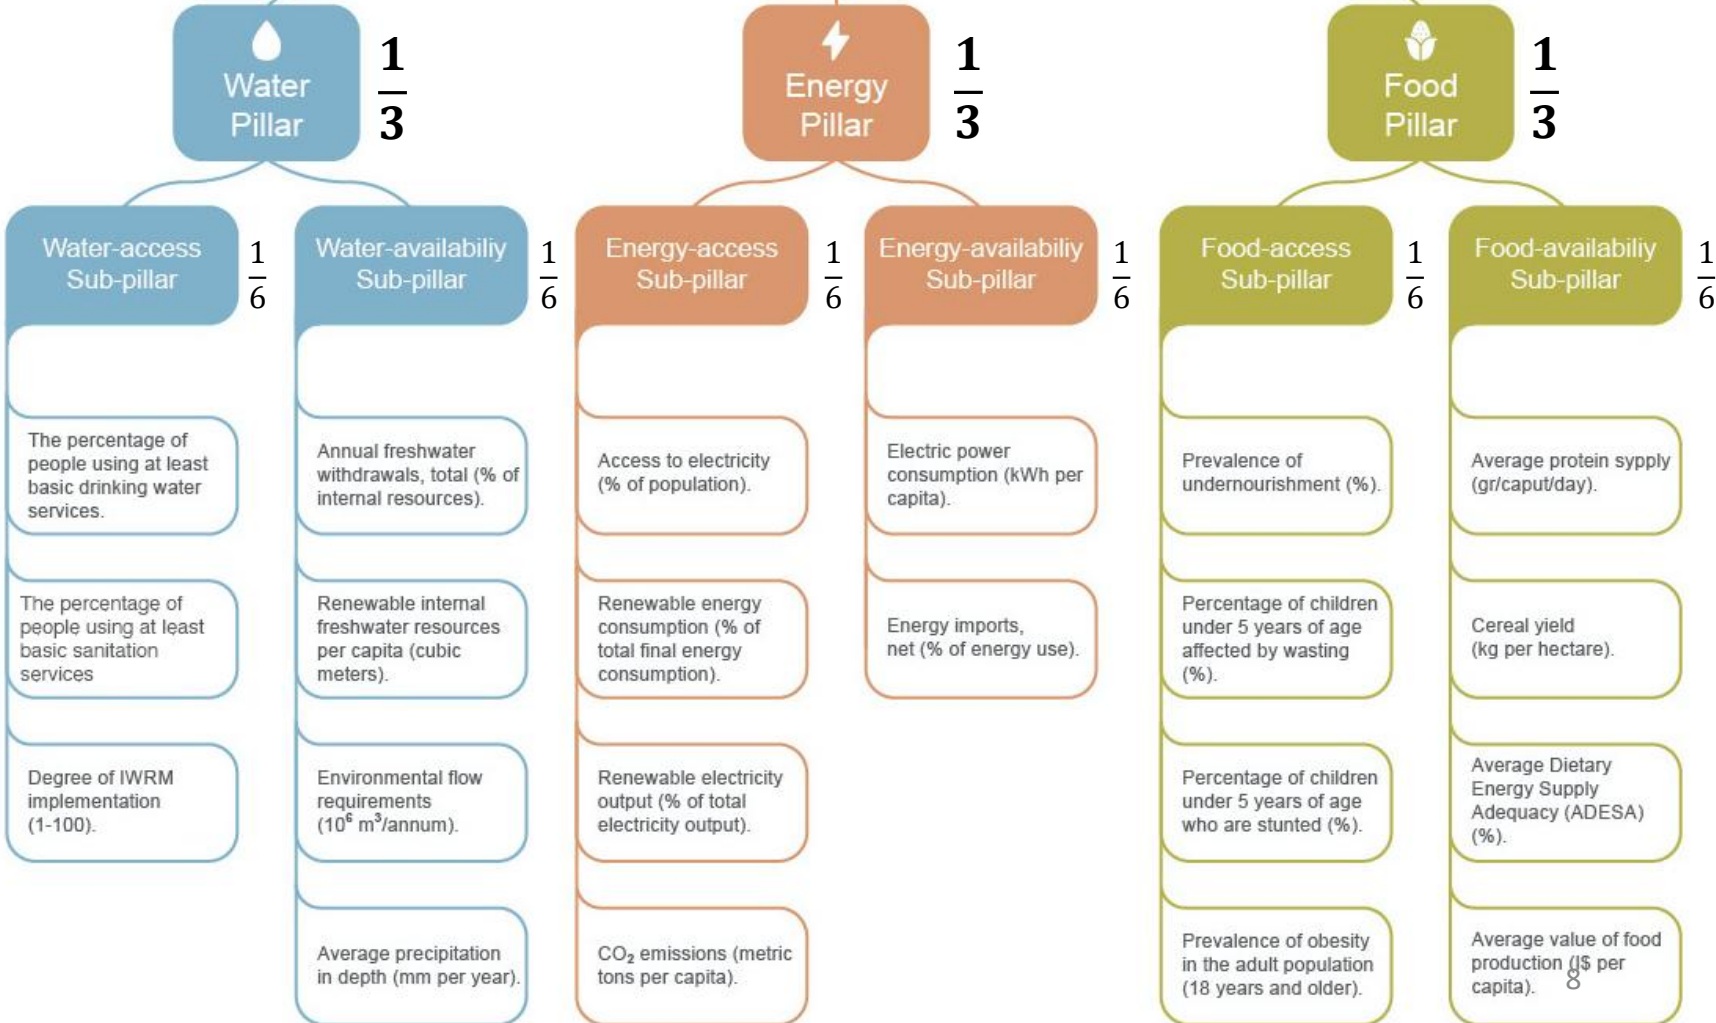 Water
Pillar
1
3
Energy
Pillar
1
3
Food
Pillar
1
3
Water-access
Sub-pillar
1
6
Water-availabiliy
Sub-pillar
1
6
Energy-access
Sub-pillar
1
6
Energy-availabiliy
Sub-pillar
1
6
Food-access
Sub-pillar
1
6
Food-availabiliy
Sub-pillar
1
6
The percentage of
people using at least
basic drinking water
services.
The percentage of
people using at least
basic sanitation
services
Degree of IWRM
implementation
(1-100).
Annual freshwater
withdrawals, total (% of
internal resources).
Renewable internal
freshwater resources
per capita (cubic
meters).
Environmental flow
requirements
(10⁶ m³/annum).
Average precipitation
in depth (mm per year).
Access to electricity
(% of population).
Renewable energy
consumption (% of
total final energy
consumption).
Renewable electricity
output (% of total
electricity output).
CO₂ emissions (metric
tons per capita).
Electric power
consumption (kWh per
capita).
Energy imports,
net (% of energy use).
Prevalence of
undernourishment (%).
Percentage of children
under 5 years of age
affected by wasting
(%).
Percentage of children
under 5 years of age
who are stunted (%).
Prevalence of obesity
in the adult population
(18 years and older).
Average protein sypply
(gr/caput/day).
Cereal yield
(kg per hectare).
Average Dietary
Energy Supply
Adequacy (ADESA)
(%).
Average value of food
production (I$ per
capita).
8